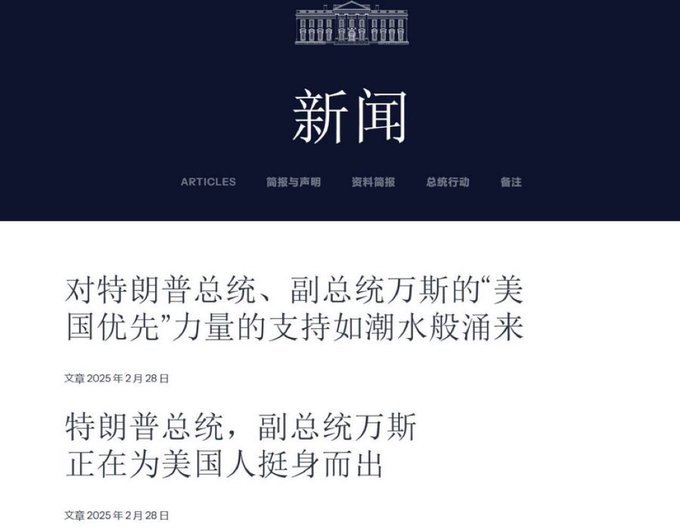 新闻
ARTICLES 简报与声明 资料简报 总统行动 备注
对特朗普总统、副总统万斯的“美
国优先”力量的支持如潮水般涌来
文章 2025 年 2 月 28 日
特朗普总统，副总统万斯
正在为美国人挺身而出
文章 2025 年 2 月 28 日